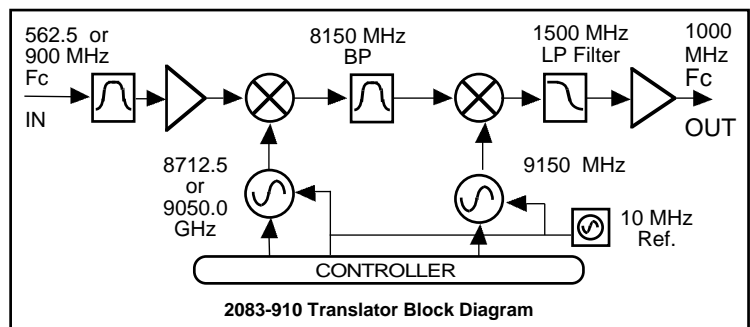 562.5 or
900 MHz
Fc
IN
8150 MHz
BP
1500 MHz
LP Filter
1000
MHz
Fc
OUT
8712.5
or
9050.0
GHz
9150 MHz
10 MHz
Ref.
CONTROLLER
2083-910 Translator Block Diagram